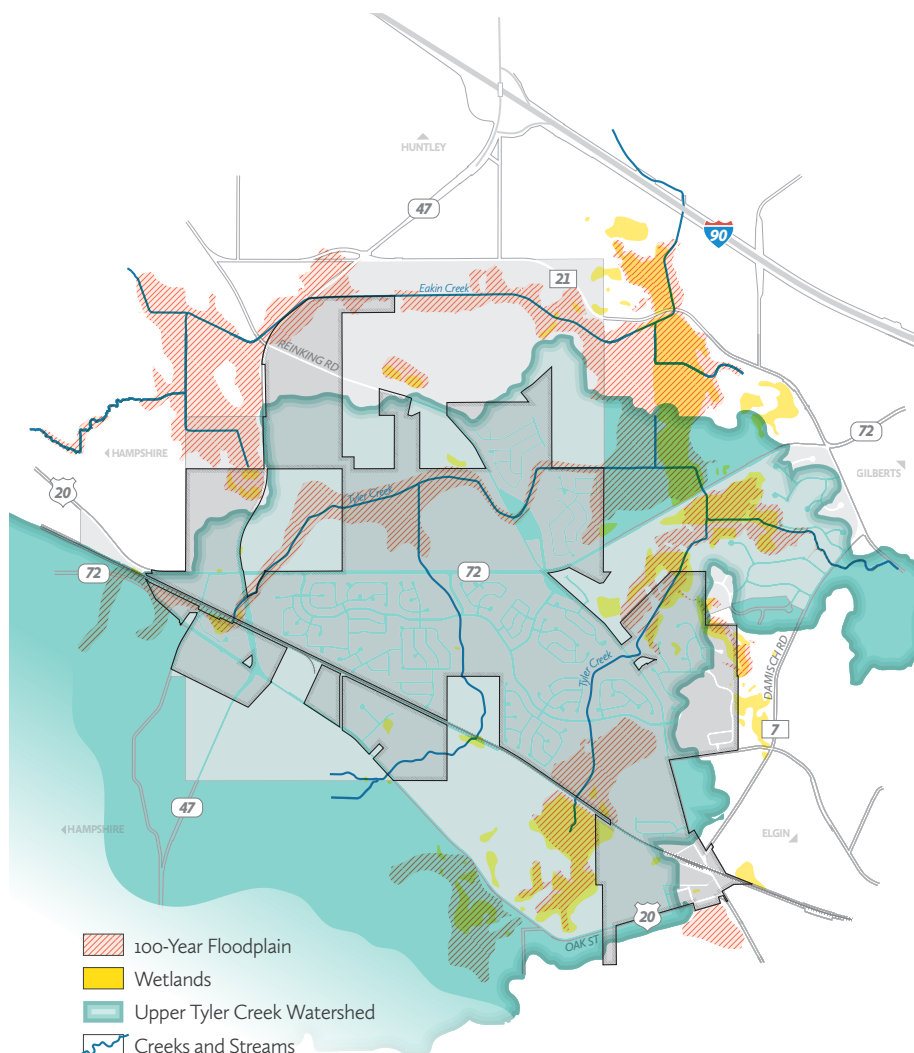 HUNTLEY
47
90
21
Eakin Creek
REINKING RD
72
HAMPSHIRE
GILBERTS
20
Tyler Creek
72
72
Tyler Creek
DAMISCH RD
7
47
HAMPSHIRE
ELGIN
20
OAK ST
100-Year Floodplain
Wetlands
Upper Tyler Creek Watershed
Creeks and Streams